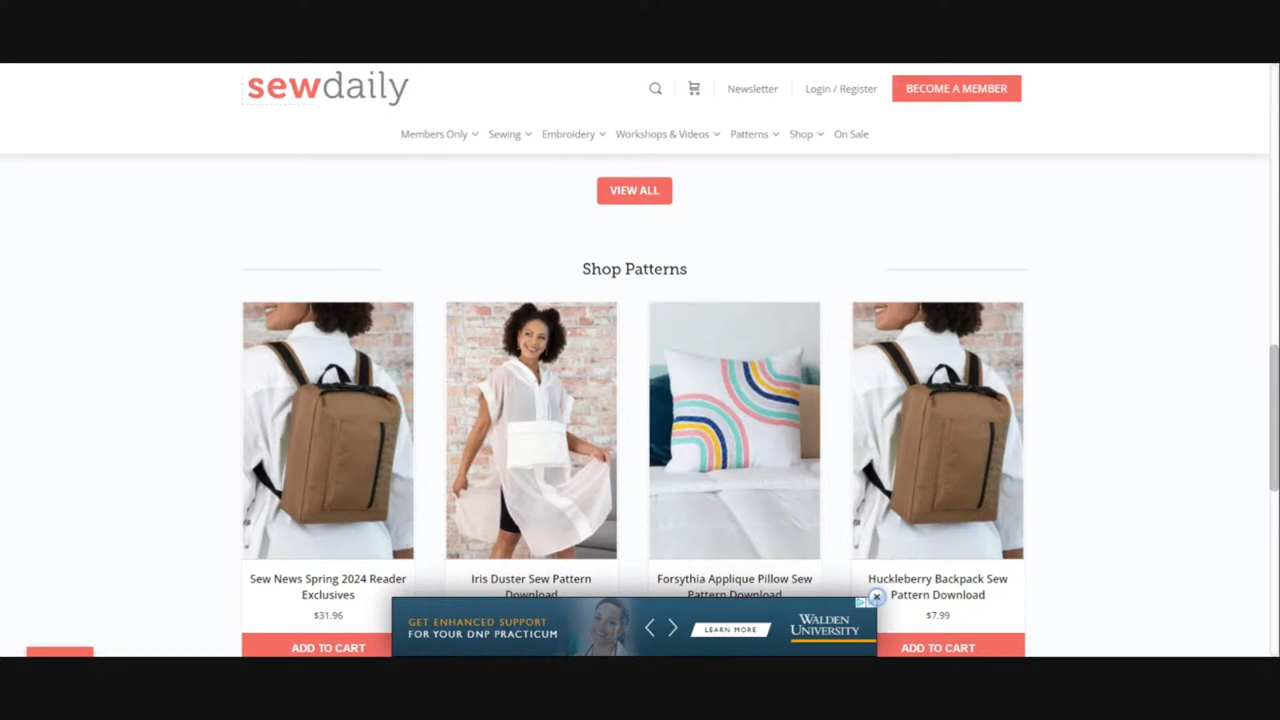 sewdaily
Newsletter
Login / Register
BECOME A MEMBER
Members Only
Sewing
Embroidery
Workshops & Videos
Patterns
Shop
On Sale
VIEW ALL
Shop Patterns
Sew News Spring 2024 Reader
Exclusives
$31.96
ADD TO CART
Iris Duster Sew Pattern
Download
Forsythia Applique Pillow Sew
Pattern Download
Huckleberry Backpack Sew
Pattern Download
$7.99
ADD TO CART
GET ENHANCED SUPPORT
FOR YOUR DNP PRACTICUM
LEARN MORE
WALDEN
UNIVERSITY